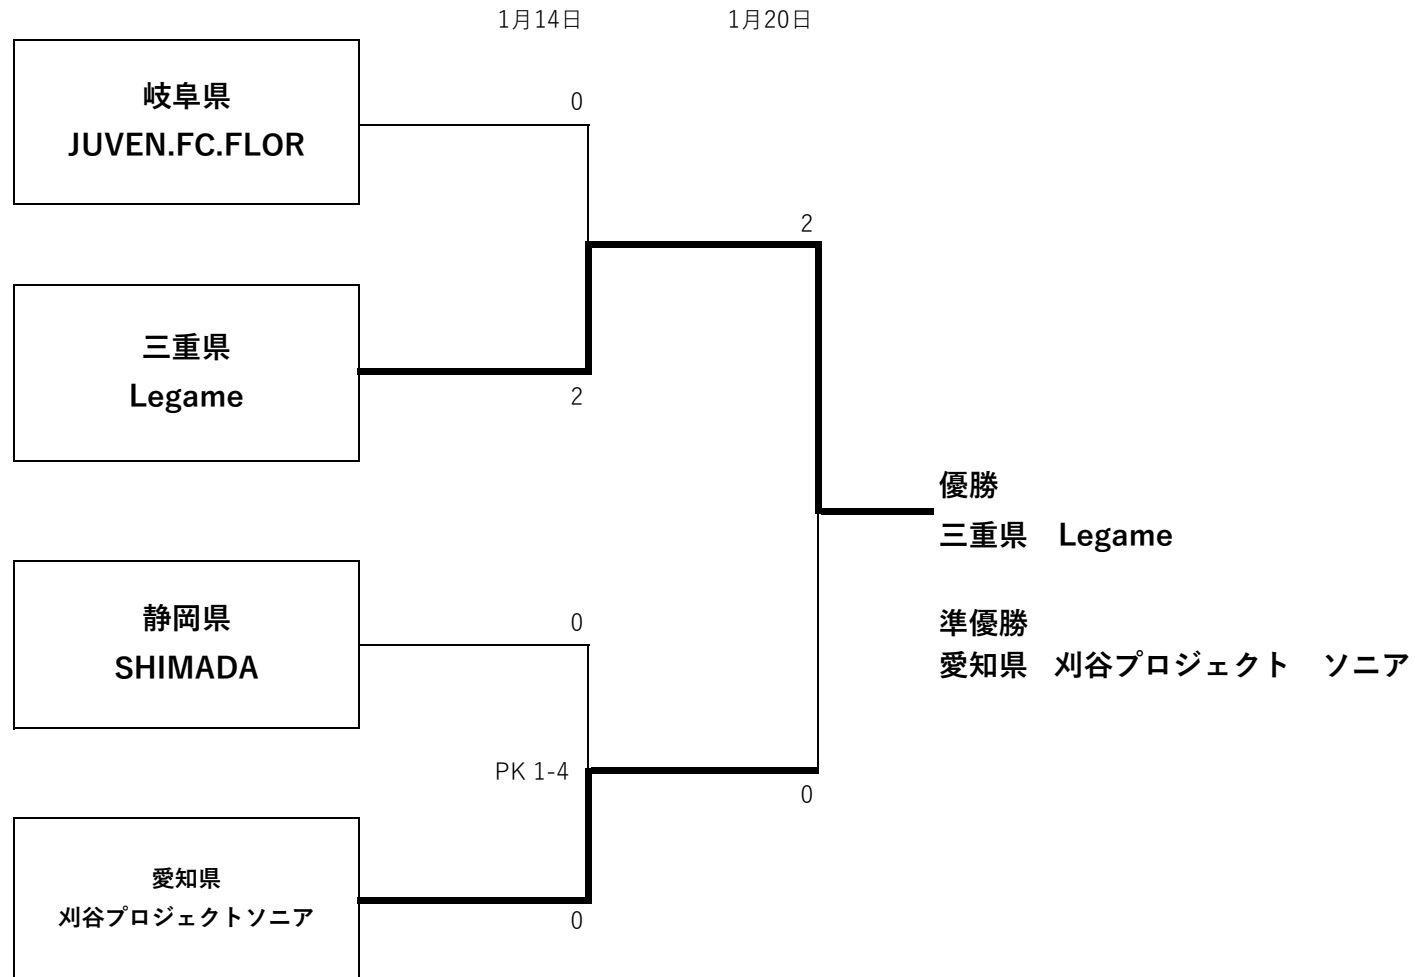 1月14日
1月20日
岐阜県
JUVEN.FC.FLOR
0
2
三重県
Legame
2
優勝
三重県　Legame
静岡県
SHIMADA
0
準優勝
愛知県　刈谷プロジェクト　ソニア
PK 1-4
0
愛知県
刈谷プロジェクトソニア
0